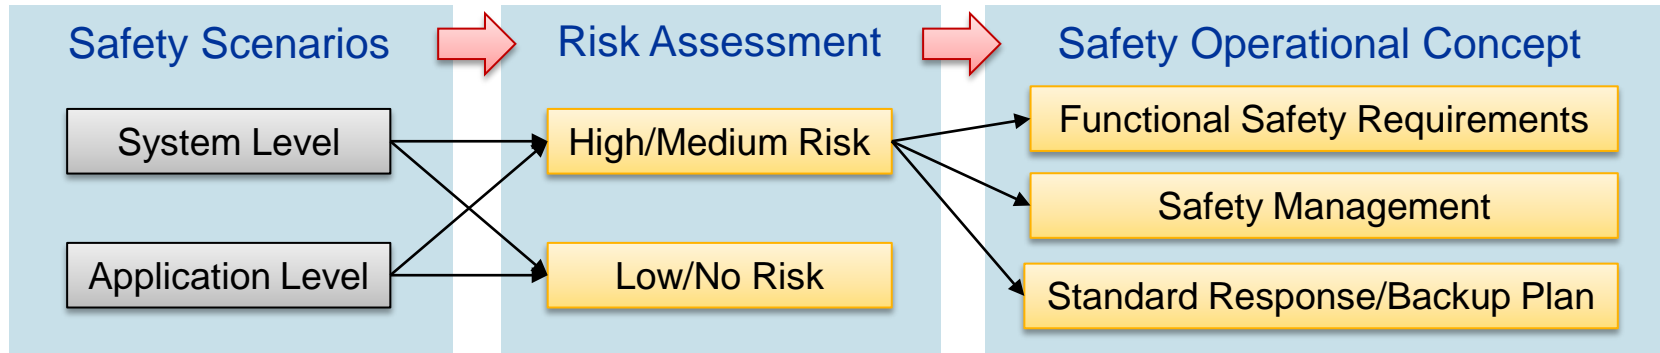 Safety Scenarios
Risk Assessment
Safety Operational Concept
System Level
Application Level
High/Medium Risk
Low/No Risk
Functional Safety Requirements
Safety Management
Standard Response/Backup Plan